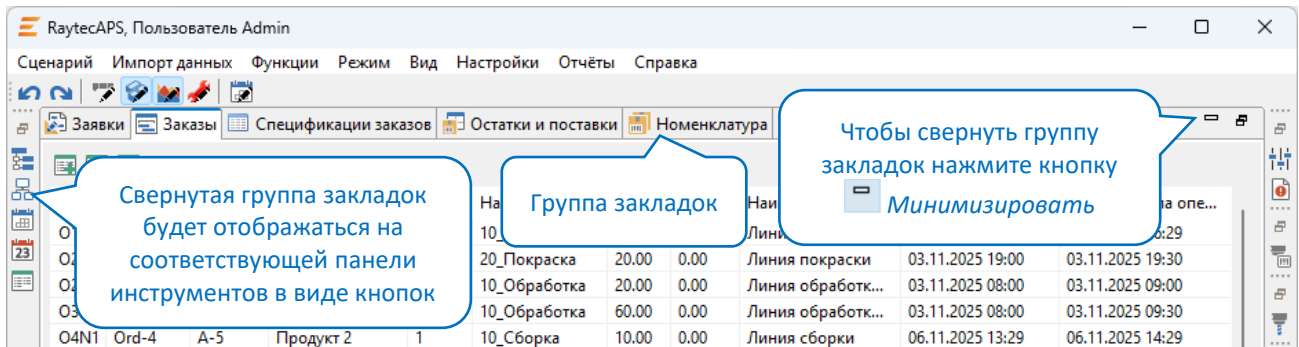 RaytecAPS, Пользователь Admin
Сценарий Импорт данных Функции Режим Вид Настройки Отчёты Справка
Заявки Заказы Спецификации заказов Остатки и поставки Номенклатура
Чтобы свернуть группу
закладок нажмите кнопку
Минимизировать
Группа закладок
Свернутая группа закладок
будет отображаться на
соответствующей панели
инструментов в виде кнопок
23
20_Покраска 20.00 0.00 Линия покраски 03.11.2025 19:00 03.11.2025 19:30
10_Обработка 20.00 0.00 Линия обработк... 03.11.2025 08:00 03.11.2025 09:00
10_Обработка 60.00 0.00 Линия обработк... 03.11.2025 08:00 03.11.2025 09:30
O4N1 Ord-4 A-5 Продукт 2 1 10_Сборка 10.00 0.00 Линия сборки 06.11.2025 13:29 06.11.2025 14:29